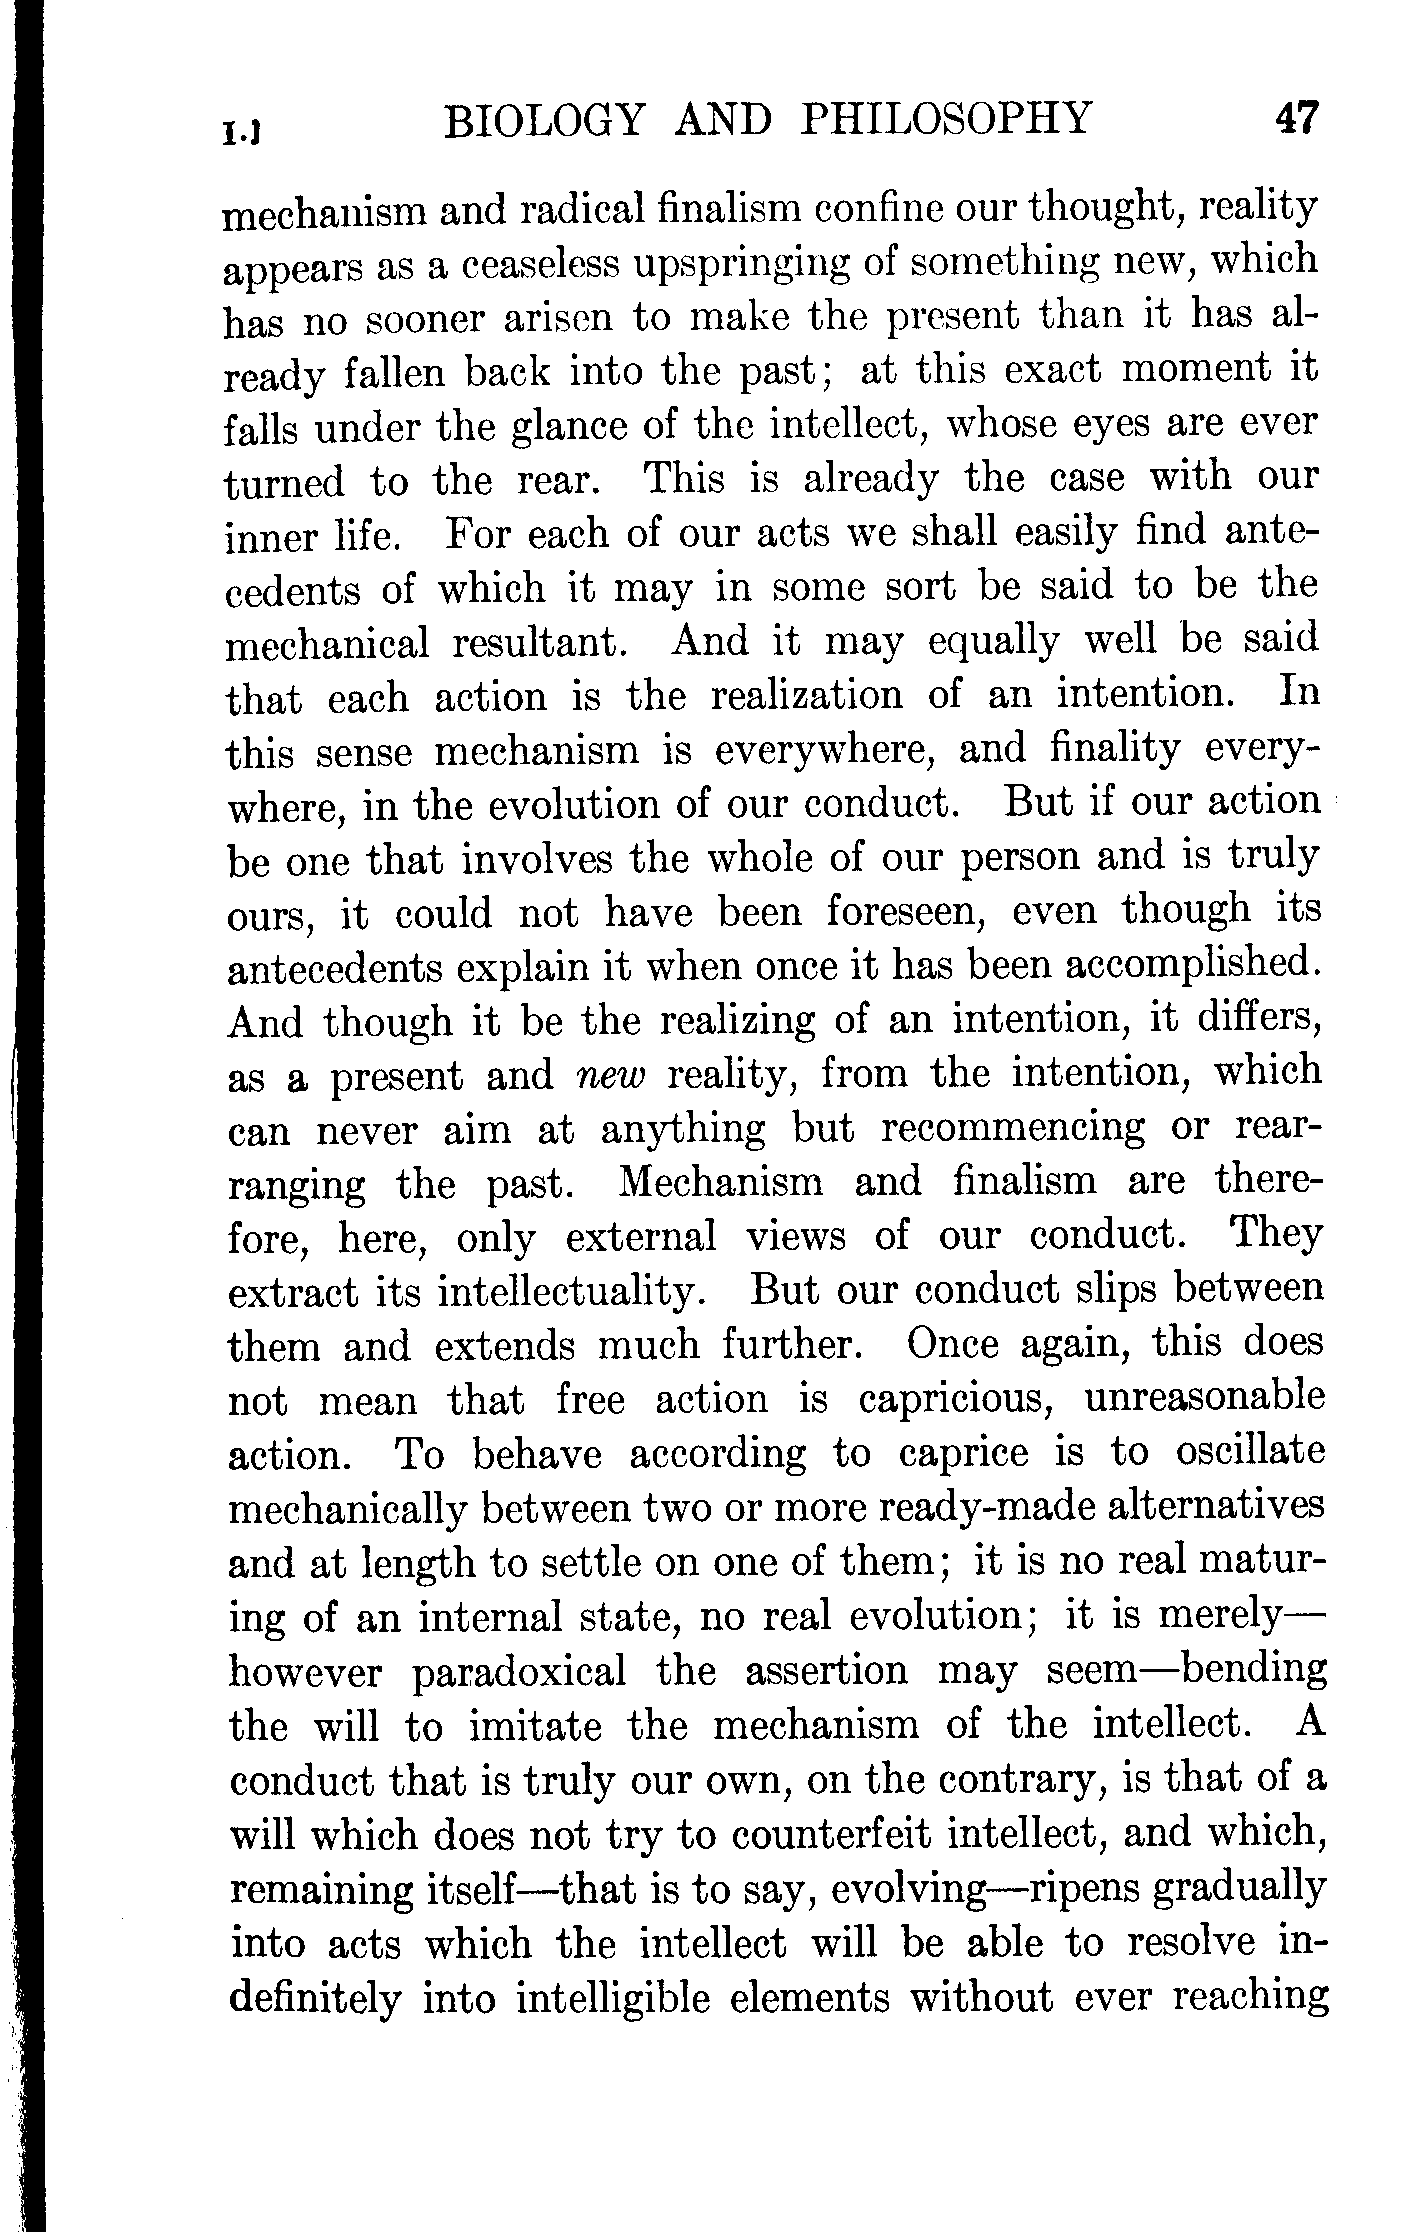 I.] BIOLOGY AND PHILOSOPHY 47
mechanism and radical finalism confine our thought, reality
appears as a ceaseless upspringing of something new, which
has no sooner arisen to make the present than it has al-
ready fallen back into the past; at this exact moment it
falls under the glance of the intellect, whose eyes are ever
turned to the rear. This is already the case with our
inner life. For each of our acts we shall easily find ante-
cedents of which it may in some sort be said to be the
mechanical resultant. And it may equally well be said
that each action is the realization of an intention. In
this sense mechanism is everywhere, and finality every-
where, in the evolution of our conduct. But if our action
be one that involves the whole of our person and is truly
ours, it could not have been foreseen, even though its
antecedents explain it when once it has been accomplished.
And though it be the realizing of an intention, it differs,
as a present and new reality, from the intention, which
can never aim at anything but recommencing or rear-
ranging the past. Mechanism and finalism are there-
fore, here, only external views of our conduct. They
extract its intellectuality. But our conduct slips between
them and extends much further. Once again, this does
not mean that free action is capricious, unreasonable
action. To behave according to caprice is to oscillate
mechanically between two or more ready-made alternatives
and at length to settle on one of them; it is no real matur-
ing of an internal state, no real evolution; it is merely—
however paradoxical the assertion may seem—bending
the will to imitate the mechanism of the intellect. A
conduct that is truly our own, on the contrary, is that of a
will which does not try to counterfeit intellect, and which,
remaining itself—that is to say, evolving—ripens gradually
into acts which the intellect will be able to resolve in-
definitely into intelligible elements without ever reaching